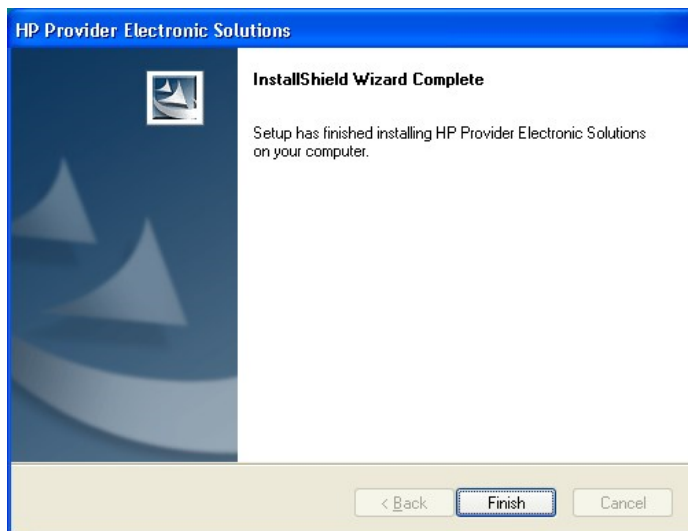 HP Provider Electronic Solutions
InstallShield Wizard Complete
Setup has finished installing HP Provider Electronic Solutions
on your computer.
< Back
Finish
Cancel